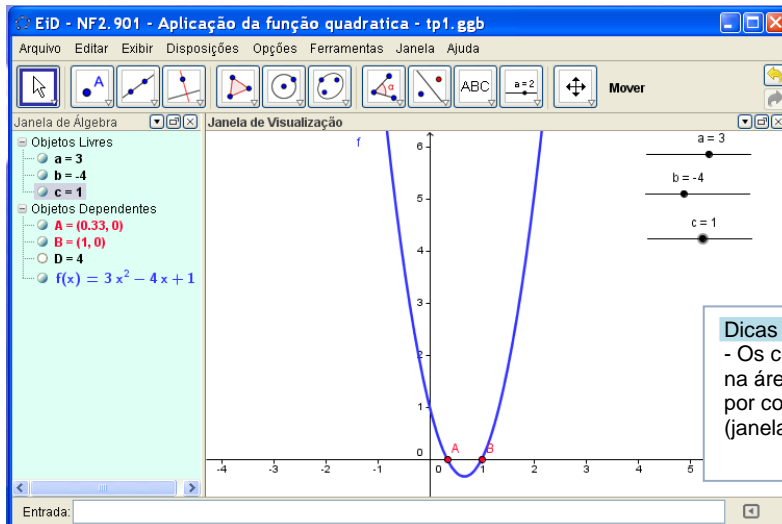 EiD - NF2.901 - Aplicação da função quadratica - tp1.ggb
Arquivo Editar Exibir Disposições Opções Ferramentas Janela Ajuda
A
α
ABC
a=2
Mover
Janela de Álgebra
Janela de Visualização
Objetos Livres
a = 3
b = -4
c = 1
Objetos Dependentes
A = (0.33, 0)
B = (1, 0)
D = 4
f(x) = 3 x² − 4 x + 1
f
a = 3
b = -4
c = 1
6
5
4
3
2
1
0
A
B
-4 -3 -2 -1 0 1 2 3 4 5
Dicas
- Os c
na áre
por co
(janela
Entrada: